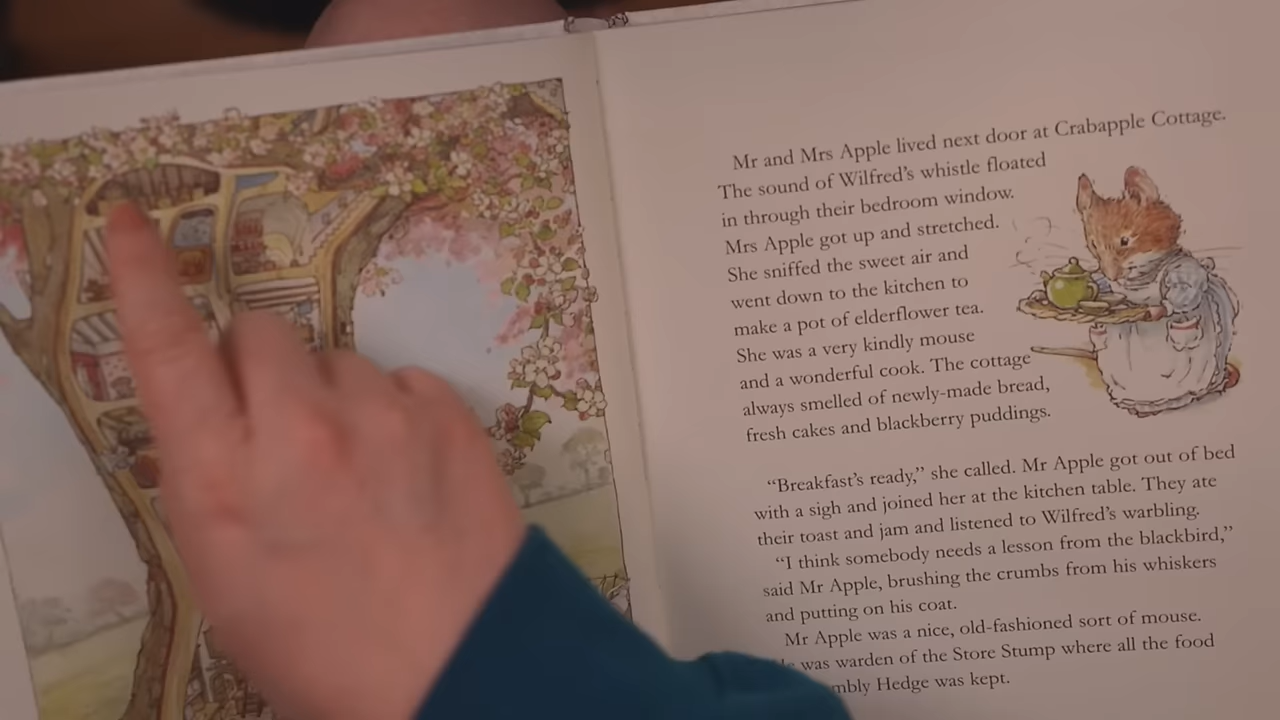 Mr and Mrs Apple lived next door at Crabapple Cottage.
The sound of Wilfred's whistle floated
in through their bedroom window.
Mrs Apple got up and stretched.
She sniffed the sweet air and
went down to the kitchen to
make a pot of elderflower tea.
She was a very kindly mouse
and a wonderful cook. The cottage
always smelled of newly-made bread,
fresh cakes and blackberry puddings.
“Breakfast's ready,” she called. Mr Apple got out of bed
with a sigh and joined her at the kitchen table. They ate
their toast and jam and listened to Wilfred's warbling.
“I think somebody needs a lesson from the blackbird,”
said Mr Apple, brushing the crumbs from his whiskers
and putting on his coat.
Mr Apple was a nice, old-fashioned sort of mouse.
was warden of the Store Stump where all the food
Hedge was kept.